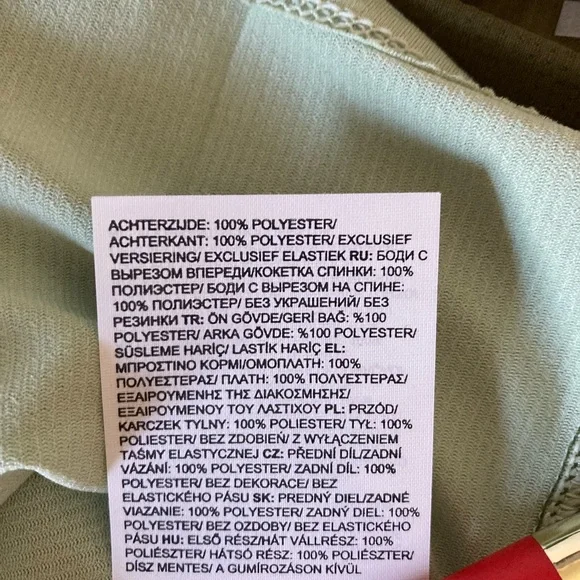 ACHTERZIJDE: 100% POLYESTER/
ACHTERKANT: 100% POLYESTER/ EXCLUSIEF
VERSIERING/ EXCLUSIEF ELASTIEK RU: БОДИ С
ВЫРЕЗОМ ВПЕРЕДИ/КОКЕТКА СПИНКИ: 100%
ПОЛИЭСТЕР/ БОДИ С ВЫРЕЗОМ НА СПИНЕ:
100% ПОЛИЭСТЕР/ БЕЗ УКРАШЕНИЙ/ БЕЗ
РЕЗИНКИ TR: ÖN GÖVDE/GERİ BAĞ: %100
POLYESTER/ ARKA GÖVDE: %100 POLYESTER/
SÜSLEME HARİÇ/ LASTİK HARİÇ EL:
ΜΠΡΟΣΤΙΝΟ ΚΟΡΜΙ/ΟΜΟΠΛΑΤΗ: 100%
ΠΟΛΥΕΣΤΕΡΑΣ/ ΠΛΑΤΗ: 100% ΠΟΛΥΕΣΤΕΡΑΣ/
ΕΞΑΙΡΟΥΜΕΝΗΣ ΤΗΣ ΔΙΑΚΟΣΜΗΣΗΣ/
ΕΞΑΙΡΟΥΜΕΝΟΥ ΤΟΥ ΛΑΣΤΙΧΟΥ PL: PRZÓD/
KARCZEK TYLNY: 100% POLIESTER/ TYŁ: 100%
POLIESTER/ BEZ ZDOBIEŃ/ Z WYŁĄCZENIEM
TAŚMY ELASTYCZNEJ CZ: PŘEDNÍ DÍL/ZADNÍ
VÁZÁNÍ: 100% POLYESTER/ ZADNÍ DÍL: 100%
POLYESTER/ BEZ DEKORACE/ BEZ
ELASTICKÉHO PÁSU SK: PREDNÝ DIEL/ZADNÉ
VIAZANIE: 100% POLYESTER/ ZADNÝ DIEL: 100%
POLYESTER/ BEZ OZDOBY/ BEZ ELASTICKÉHO
PÁSU HU: ELSŐ RÉSZ/HÁT VÁLLRÉSZ: 100%
POLIÉSZTER/ HÁTSÓ RÉSZ: 100% POLIÉSZTER/
DÍSZ MENTES/ A GUMÍROZÁSON KÍVÜL